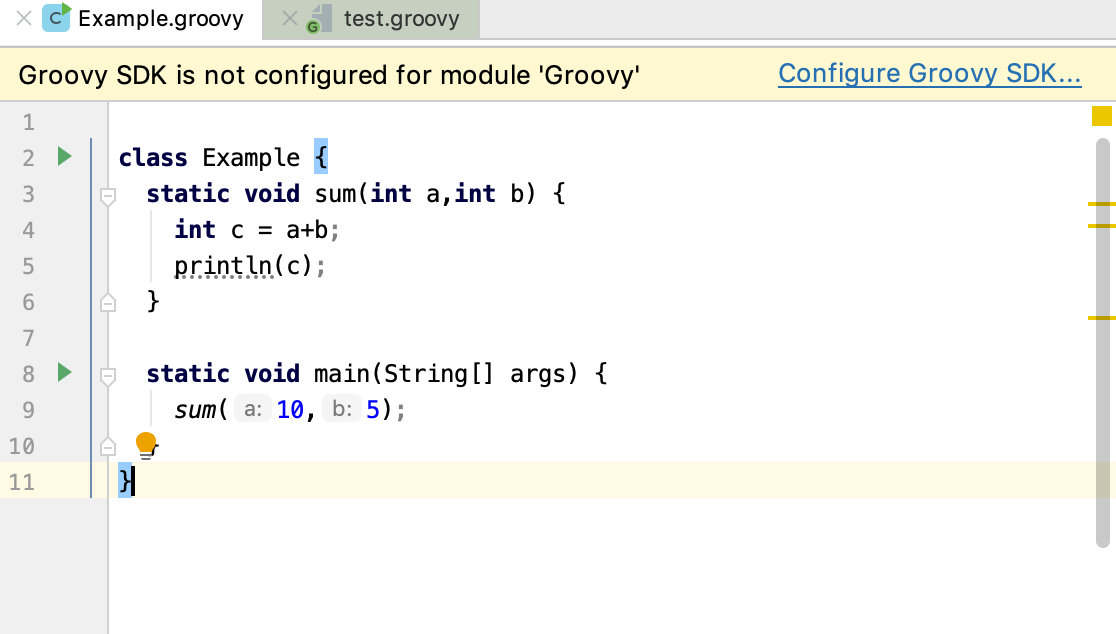 Example.groovy test.groovy
Groovy SDK is not configured for module 'Groovy' Configure Groovy SDK...
1
2 class Example {
3 static void sum(int a,int b) {
4 int c = a+b;
5 println(c);
6 }
7
8 static void main(String[] args) {
9 sum( a: 10, b: 5);
10 }
11 }